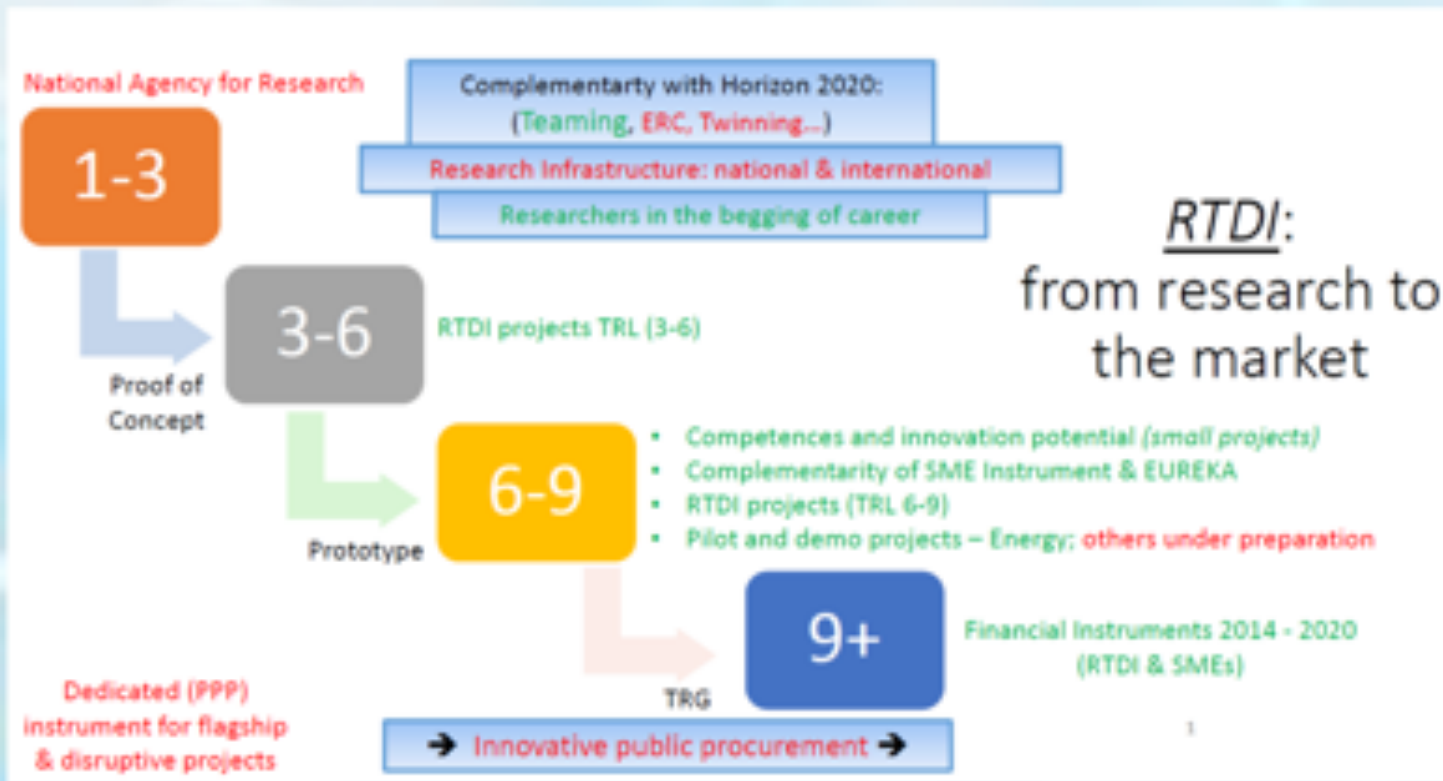 National Agency for Research
Complementarty with Horizon 2020:
(Teaming, ERC, Twinning...)
Research Infrastructure: national & international
Researchers in the begging of career
1-3
RTDI:
from research to
the market
Proof of
Concept
3-6
RTDI projects TRL (3-6)
Prototype
6-9
• Competences and innovation potential (small projects)
• Complementarity of SME Instrument & EUREKA
• RTDI projects (TRL 6-9)
• Pilot and demo projects – Energy; others under preparation
TRG
9+
Financial Instruments 2014 - 2020
(RTDI & SMEs)
Dedicated (PPP)
instrument for flagship
& disruptive projects
➔ Innovative public procurement ➔
1